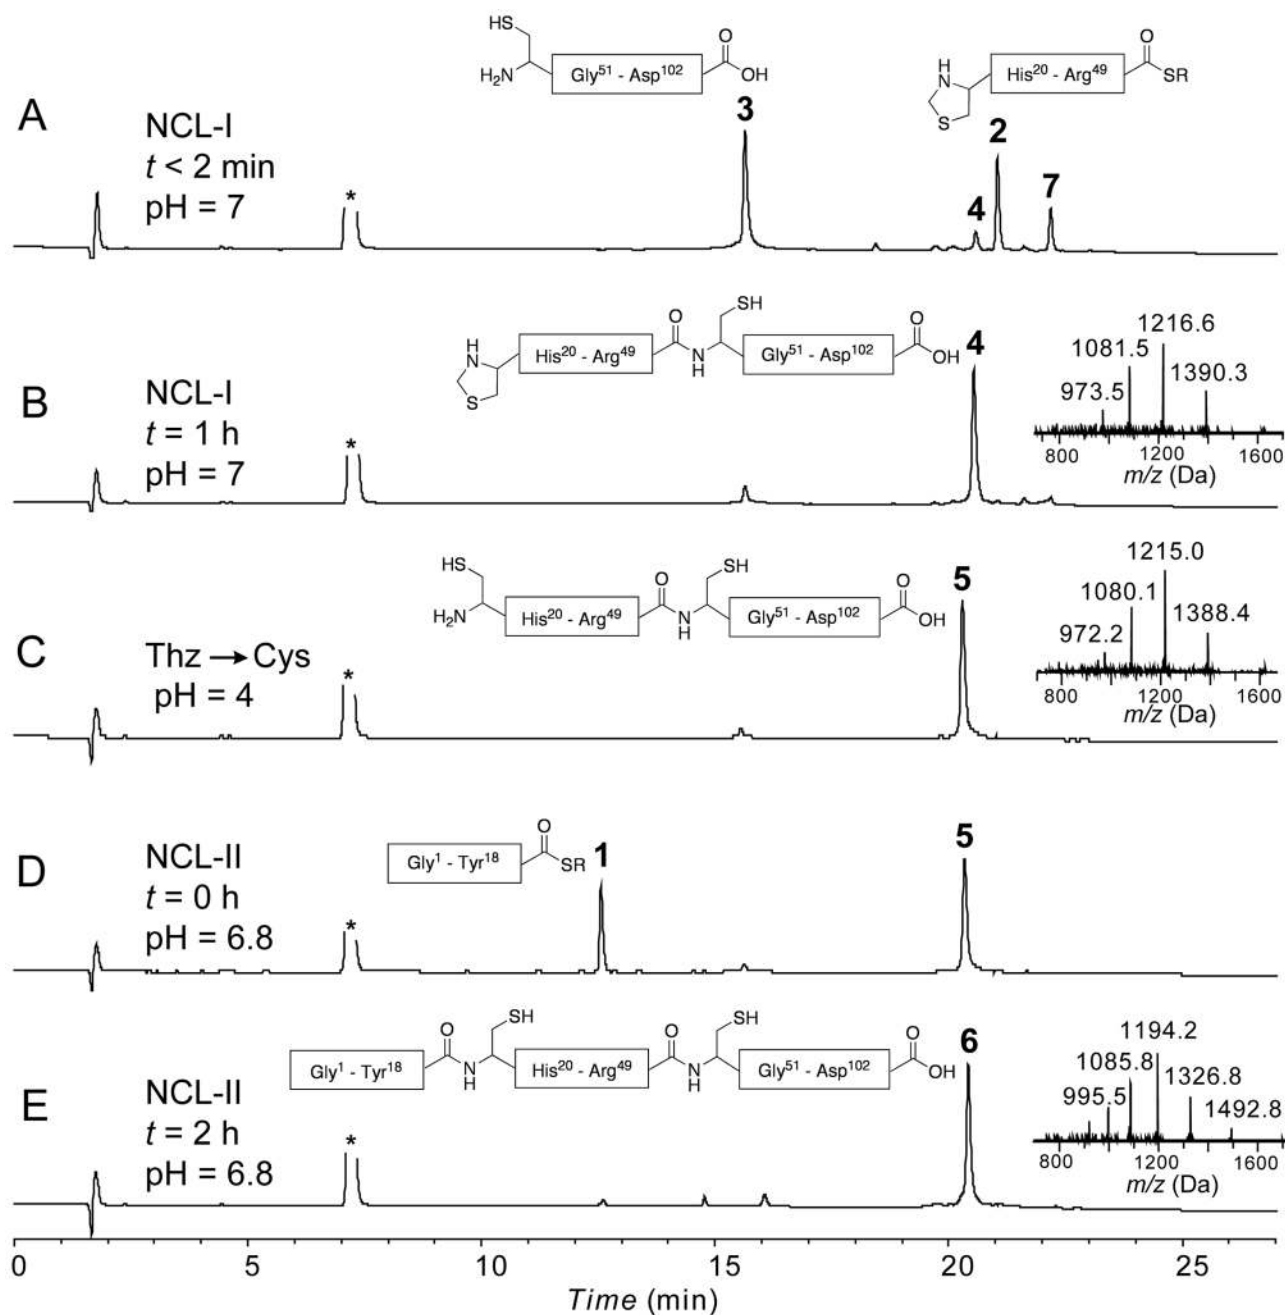 A
NCL-I
t < 2 min
pH = 7
*
HS
H₂N
Gly⁵¹ - Asp¹⁰²
O
OH
3
HN
S
His²⁰ - Arg⁴⁹
O
SR
4
2
7
B
NCL-I
t = 1 h
pH = 7
*
HN
S
His²⁰ - Arg⁴⁹
O
N
H
SH
Gly⁵¹ - Asp¹⁰²
O
OH
4
973.5
1081.5
1216.6
1390.3
800 1200 1600
m/z (Da)
C
Thz → Cys
pH = 4
*
HS
H₂N
His²⁰ - Arg⁴⁹
O
N
H
SH
Gly⁵¹ - Asp¹⁰²
O
OH
5
972.2
1080.1
1215.0
1388.4
800 1200 1600
m/z (Da)
D
NCL-II
t = 0 h
pH = 6.8
*
Gly¹ - Tyr¹⁸
O
SR
1
5
E
NCL-II
t = 2 h
pH = 6.8
*
Gly¹ - Tyr¹⁸
O
N
H
SH
His²⁰ - Arg⁴⁹
O
N
H
SH
Gly⁵¹ - Asp¹⁰²
O
OH
6
995.5
1085.8
1194.2
1326.8
1492.8
800 1200 1600
m/z (Da)
0 5 10 15 20 25
Time (min)